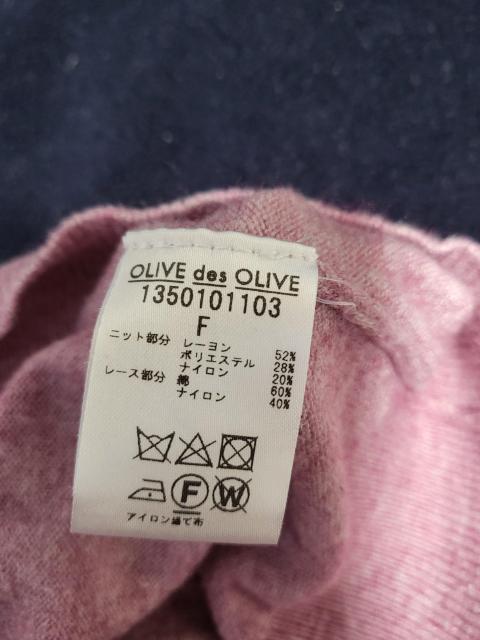 OLIVE des OLIVE
1350101103
F
ニット部分 レーヨン 52%
ポリエステル 28%
ナイロン 20%
レース部分 綿 60%
ナイロン 40%
F W
アイロン当て布